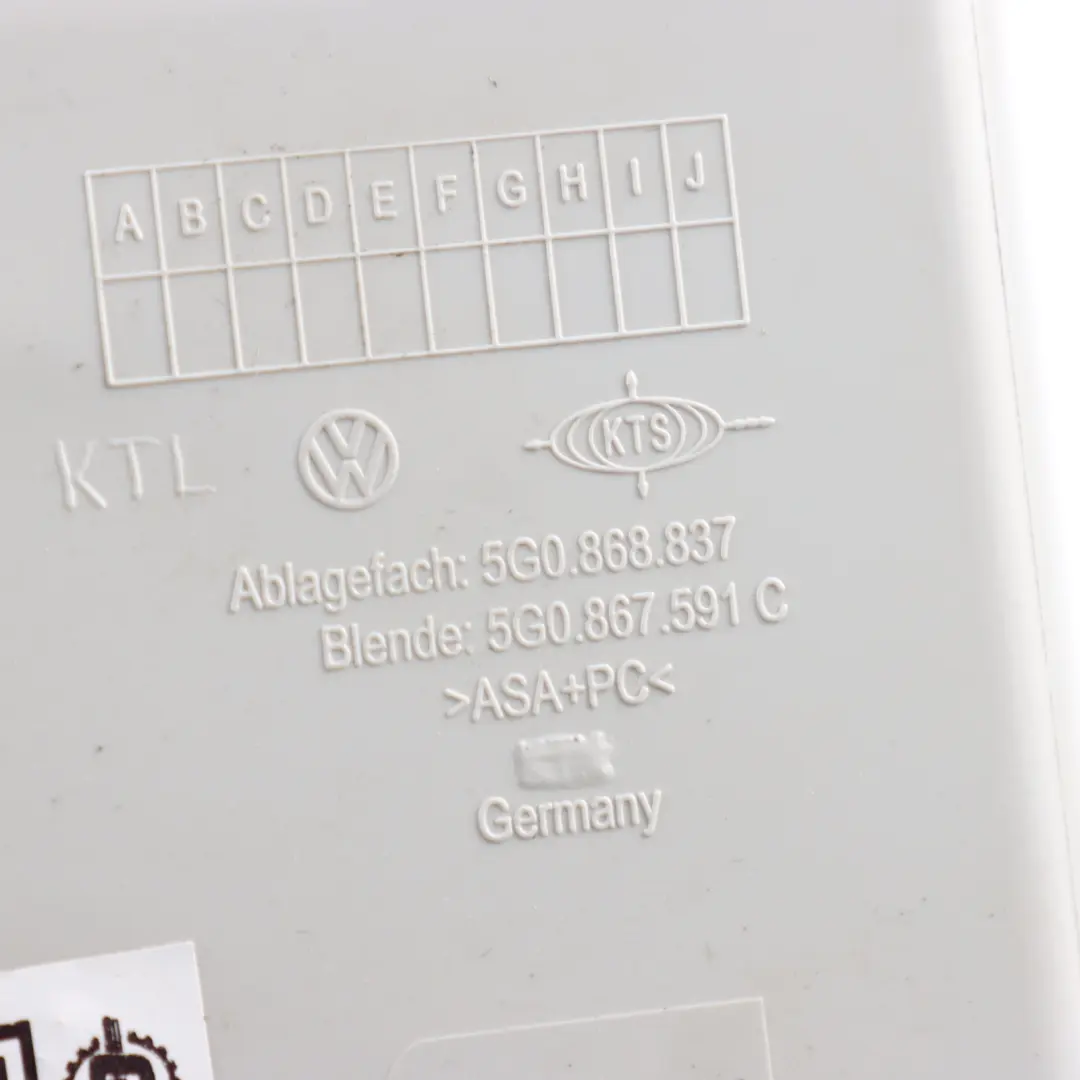 A B C D E F G H I J
KTL
KTS
Ablagefach: 5G0.868.837
Blende: 5G0.867.591 C
>ASA+PC<
Germany